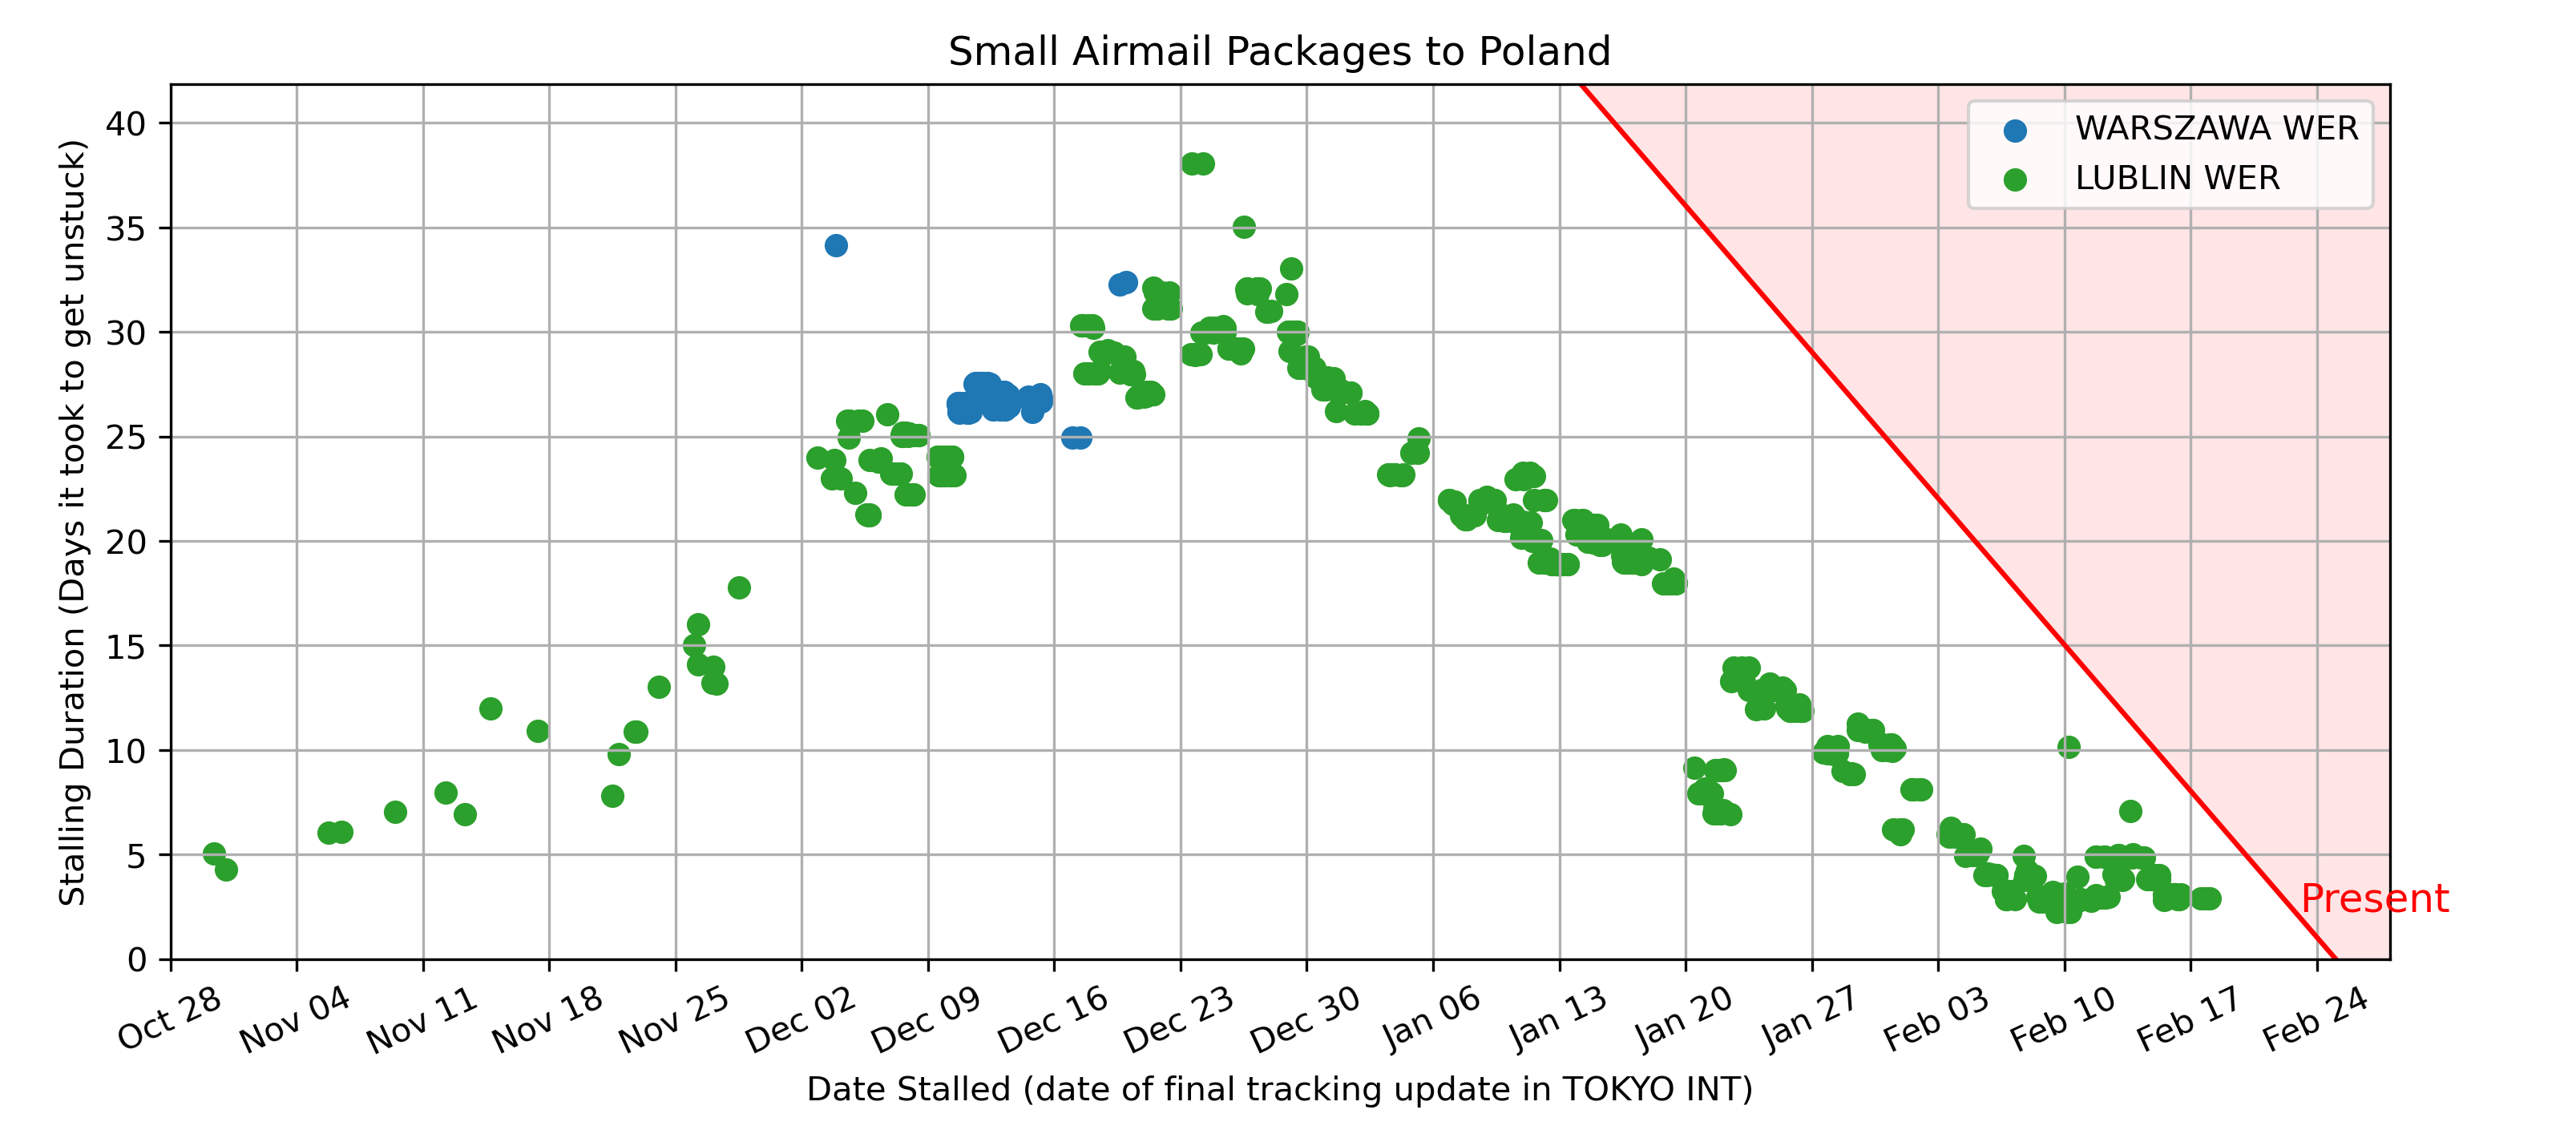 Small Airmail Packages to Poland
Stalling Duration (Days it took to get unstuck)
40
35
30
25
20
15
10
5
0
WARSZAWA WER
LUBLIN WER
Present
Oct 28
Nov 04
Nov 11
Nov 18
Nov 25
Dec 02
Dec 09
Dec 16
Dec 23
Dec 30
Jan 06
Jan 13
Jan 20
Jan 27
Feb 03
Feb 10
Feb 17
Feb 24
Date Stalled (date of final tracking update in TOKYO INT)